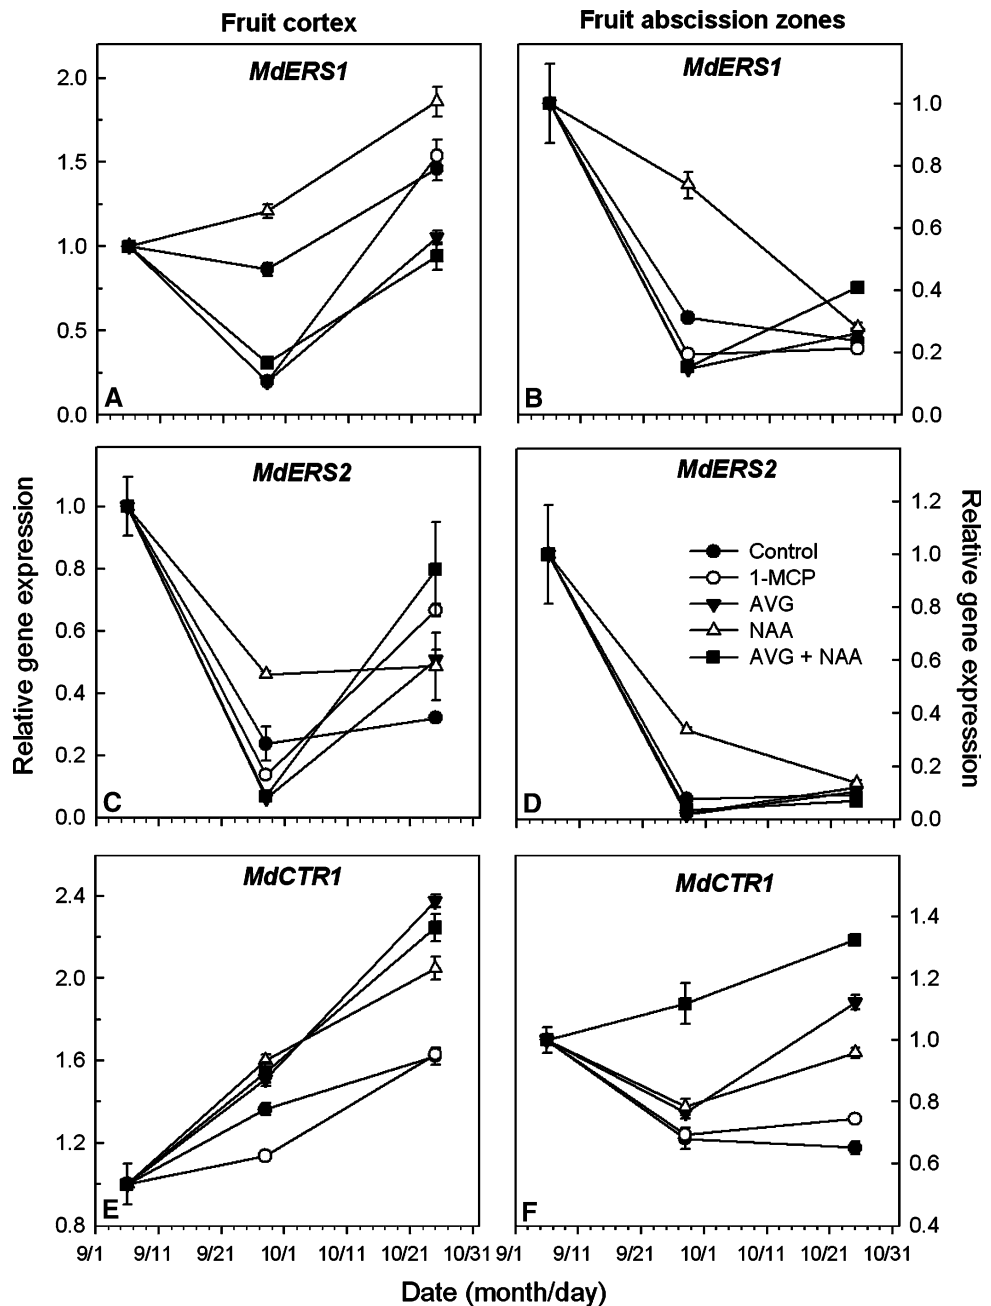 Fruit cortex
Fruit abscission zones
MdERS1
2.0
1.5
1.0
0.5
0.0
A
MdERS1
1.0
0.8
0.6
0.4
0.2
0.0
B
Relative gene expression
MdERS2
1.0
0.8
0.6
0.4
0.2
0.0
C
MdERS2
Control
1-MCP
AVG
NAA
AVG + NAA
1.2
1.0
0.8
0.6
0.4
0.2
0.0
D
Relative gene expression
MdCTR1
2.4
2.0
1.6
1.2
0.8
E
9/1 9/11 9/21 10/1 10/11 10/21 10/31
MdCTR1
1.4
1.2
1.0
0.8
0.6
0.4
F
9/1 9/11 9/21 10/1 10/11 10/21 10/31
Date (month/day)